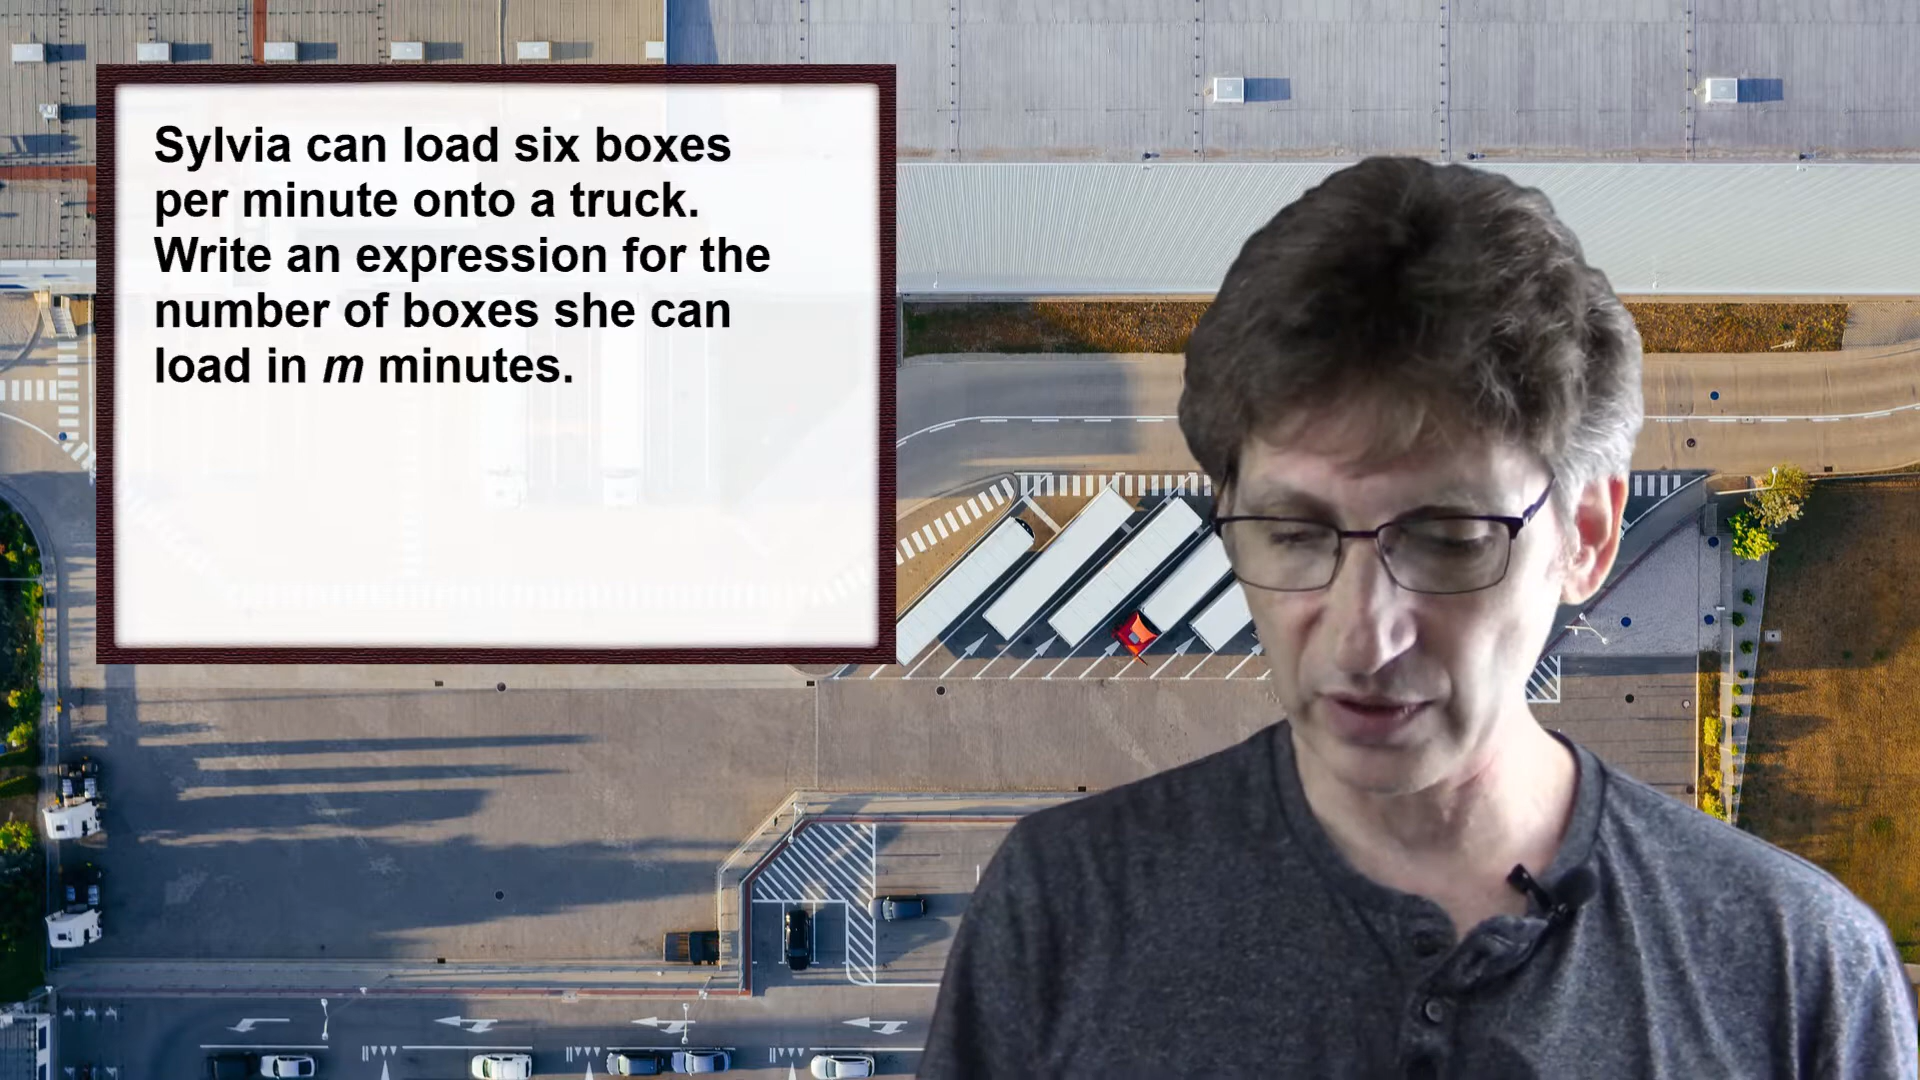 Sylvia can load six boxes
per minute onto a truck.
Write an expression for the
number of boxes she can
load in m minutes.